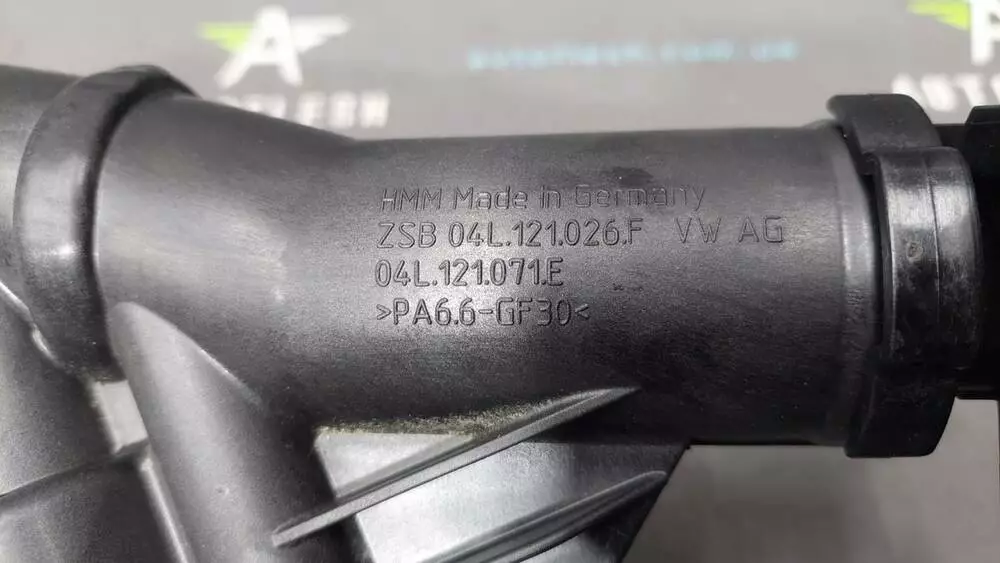 HMM Made in Germany
ZSB 04L.121.026.F VW AG
04L.121.071.E
>PA6.6-GF30<